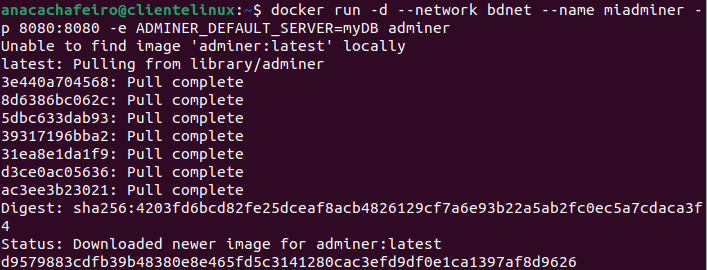 anacachafeiro@clientelinux:~$ docker run -d --network bdnet --name miadminer -
p 8080:8080 -e ADMINER_DEFAULT_SERVER=myDB adminer
Unable to find image 'adminer:latest' locally
latest: Pulling from library/adminer
3e440a704568: Pull complete
8d6386bc062c: Pull complete
5dbc633dab93: Pull complete
39317196bba2: Pull complete
31ea8e1da1f9: Pull complete
d3ce0ac05636: Pull complete
ac3ee3b23021: Pull complete
Digest: sha256:4203fd6bcd82fe25dceaf8acb4826129cf7a6e93b22a5ab2fc0ec5a7cdaca3f
4
Status: Downloaded newer image for adminer:latest
d9579883cdfb39b48380e8e465fd5c3141280cac3efd9df0e1ca1397af8d9626